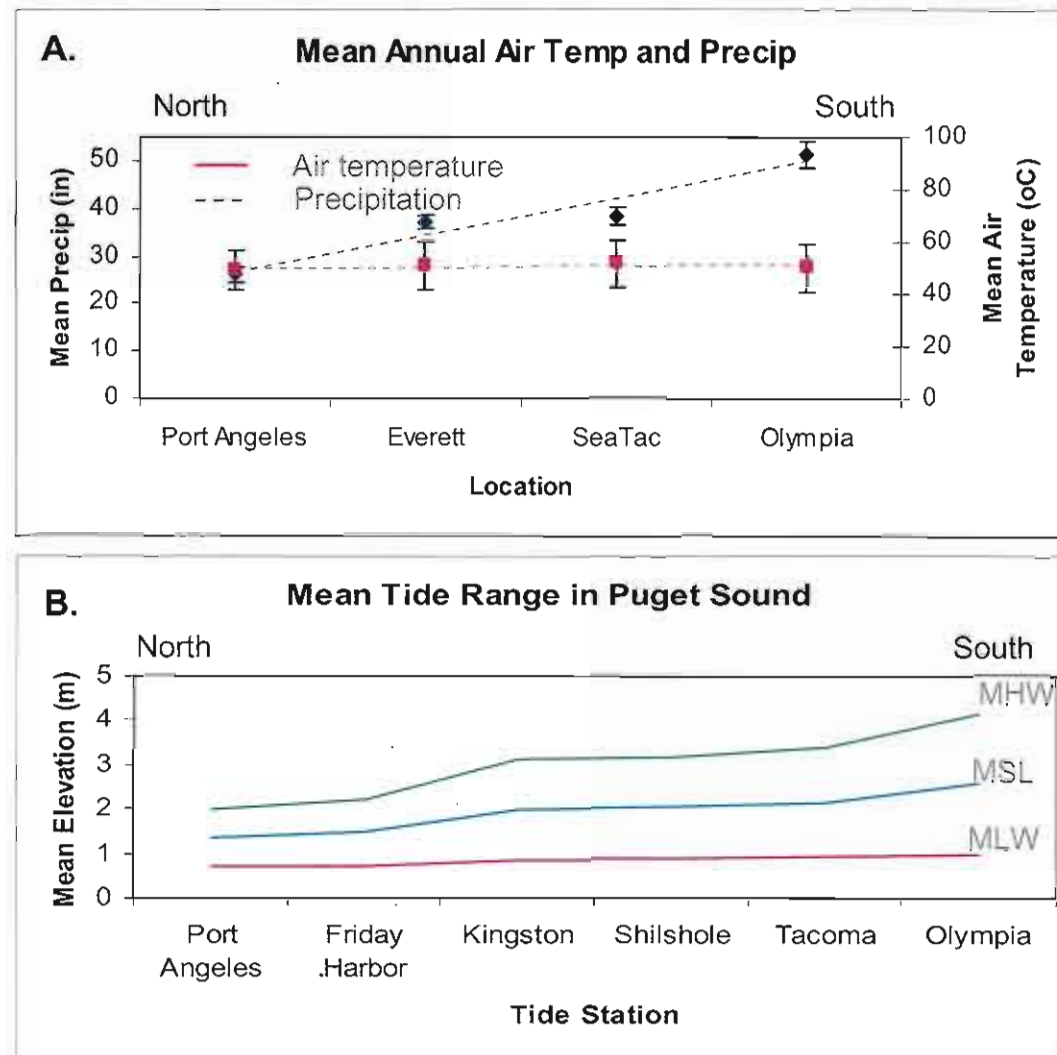 A.
Mean Annual Air Temp and Precip
North
South
Air temperature
Precipitation
Mean Precip (in)
50
40
30
20
10
0
100
80
60
40
20
0
Mean Air
Temperature (oC)
Port Angeles
Everett
SeaTac
Olympia
Location
B.
Mean Tide Range in Puget Sound
North
South
Mean Elevation (m)
5
4
3
2
1
0
MHW
MSL
MLW
Port
Angeles
Friday
.Harbor
Kingston
Shilshole
Tacoma
Olympia
Tide Station